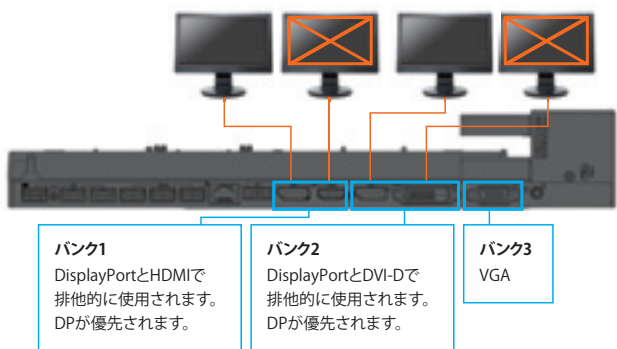 バンク1
DisplayPortとHDMIで
排他的に使用されます。
DPが優先されます。
バンク2
DisplayPortとDVI-Dで
排他的に使用されます。
DPが優先されます。
バンク3
VGA